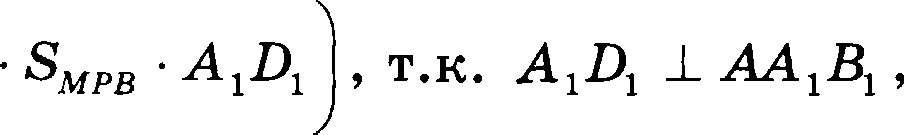 · S_{MPB} · A_1D_1), т.к. A_1D_1 ⊥ AA_1B_1,